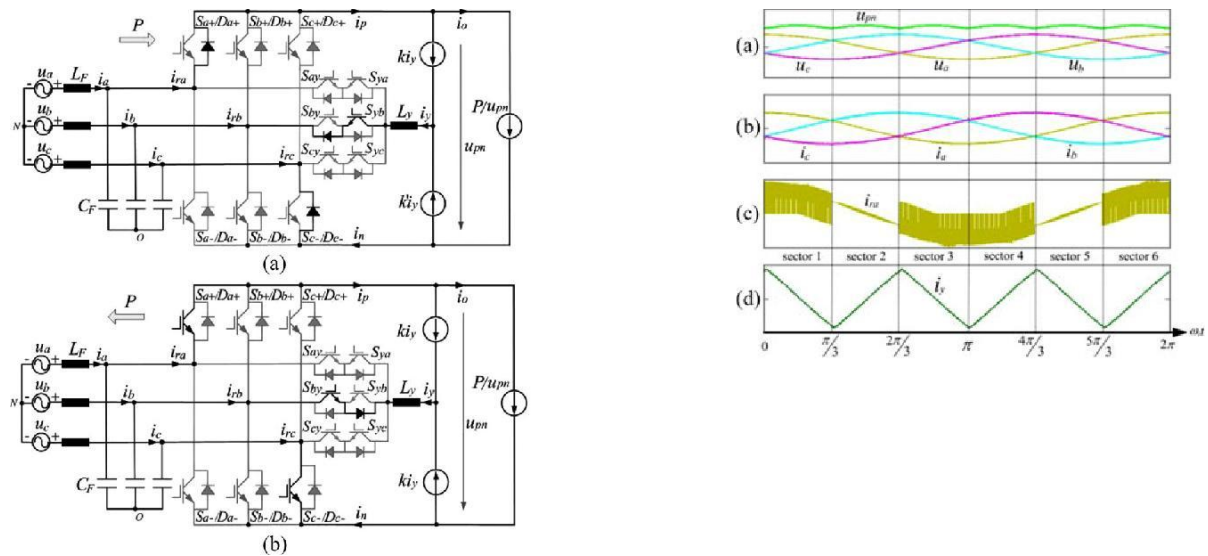 Sa+/Da+ Sb+/Db+ Sc+/Dc+ ip io
P
kiy
ua LF ia ira Say Sya
ub ib irb Sby Syb Ly iy P/upn
N
uc ic irc Scy Syc upn
CF kiy
o
Sa-/Da- Sb-/Db- Sc-/Dc- in
(a)
Sa+/Da+ Sb+/Db+ Sc+/Dc+ ip io
P
kiy
ua LF ia ira Say Sya
ub ib irb Sby Syb Ly iy P/upn
N
uc ic irc Scy Syc upn
CF kiy
o
Sa-/Da- Sb-/Db- Sc-/Dc- in
(b)
upn
(a)
uc ua ub
(b)
ic ia ib
(c) ira
sector 1 sector 2 sector 3 sector 4 sector 5 sector 6
(d) iy
0 π/3 2π/3 π 4π/3 5π/3 2π ωt